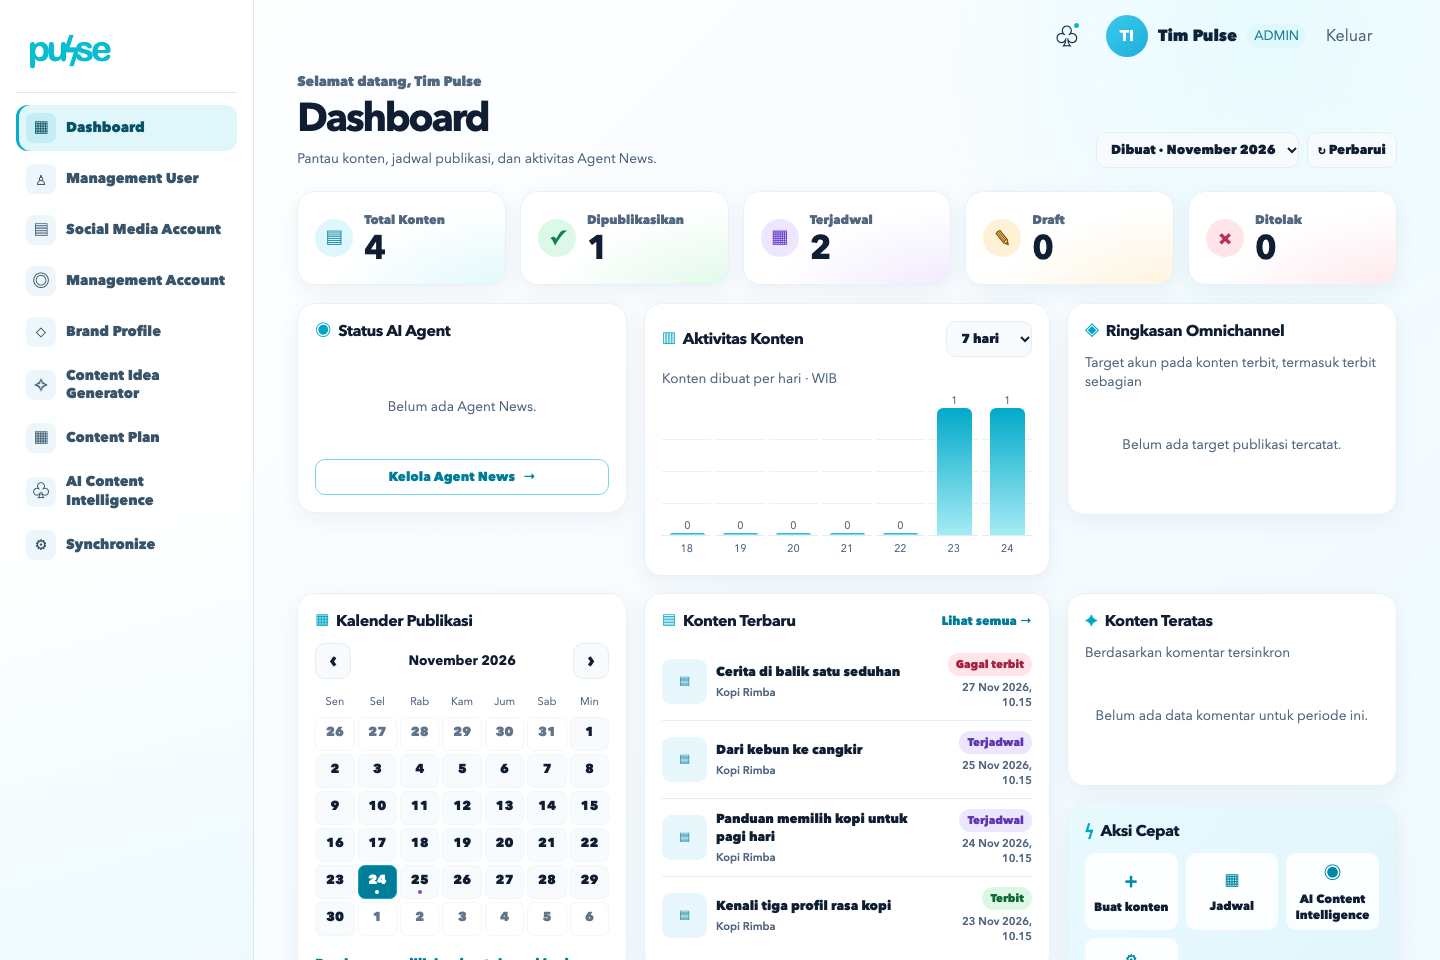 pulse
Dashboard
Management User
Social Media Account
Management Account
Brand Profile
Content Idea
Generator
Content Plan
AI Content
Intelligence
Synchronize
TI
Tim Pulse
ADMIN
Keluar
Selamat datang, Tim Pulse
Dashboard
Pantau konten, jadwal publikasi, dan aktivitas Agent News.
Dibuat · November 2026
↻ Perbarui
Total Konten
4
Dipublikasikan
1
Terjadwal
2
Draft
0
Ditolak
0
Status AI Agent
Belum ada Agent News.
Kelola Agent News →
Aktivitas Konten
7 hari
Konten dibuat per hari · WIB
0 0 0 0 0 1 1
18 19 20 21 22 23 24
Ringkasan Omnichannel
Target akun pada konten terbit, termasuk terbit
sebagian
Belum ada target publikasi tercatat.
Kalender Publikasi
‹ November 2026 ›
Sen Sel Rab Kam Jum Sab Min
26 27 28 29 30 31 1
2 3 4 5 6 7 8
9 10 11 12 13 14 15
16 17 18 19 20 21 22
23 24 25 26 27 28 29
30 1 2 3 4 5 6
Konten Terbaru
Lihat semua →
Cerita di balik satu seduhan
Kopi Rimba
Gagal terbit
27 Nov 2026,
10.15
Dari kebun ke cangkir
Kopi Rimba
Terjadwal
25 Nov 2026,
10.15
Panduan memilih kopi untuk
pagi hari
Kopi Rimba
Terjadwal
24 Nov 2026,
10.15
Kenali tiga profil rasa kopi
Kopi Rimba
Terbit
23 Nov 2026,
10.15
Konten Teratas
Berdasarkan komentar tersinkron
Belum ada data komentar untuk periode ini.
Aksi Cepat
+
Buat konten
Jadwal
AI Content
Intelligence